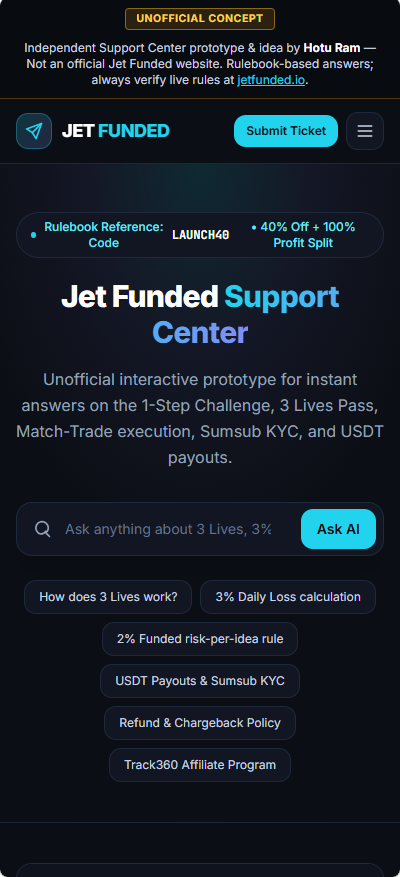 UNOFFICIAL CONCEPT
Independent Support Center prototype & idea by Hotu Ram —
Not an official Jet Funded website. Rulebook-based answers;
always verify live rules at jetfunded.io.
JET FUNDED
Submit Ticket
Rulebook Reference: Code LAUNCH40 • 40% Off + 100% Profit Split
Jet Funded Support
Center
Unofficial interactive prototype for instant
answers on the 1-Step Challenge, 3 Lives Pass,
Match-Trade execution, Sumsub KYC, and USDT
payouts.
Ask anything about 3 Lives, 3%
Ask AI
How does 3 Lives work?
3% Daily Loss calculation
2% Funded risk-per-idea rule
USDT Payouts & Sumsub KYC
Refund & Chargeback Policy
Track360 Affiliate Program